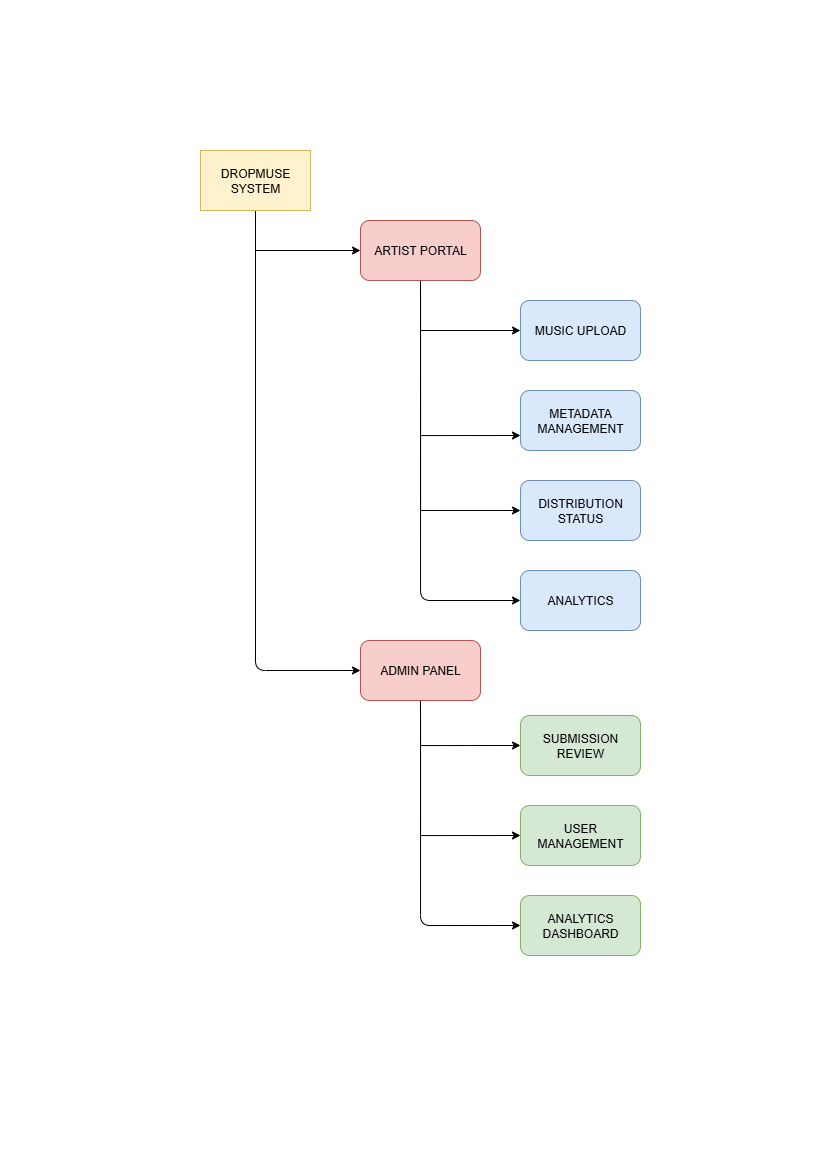 DROPMUSE
SYSTEM
ARTIST PORTAL
MUSIC UPLOAD
METADATA
MANAGEMENT
DISTRIBUTION
STATUS
ANALYTICS
ADMIN PANEL
SUBMISSION
REVIEW
USER
MANAGEMENT
ANALYTICS
DASHBOARD